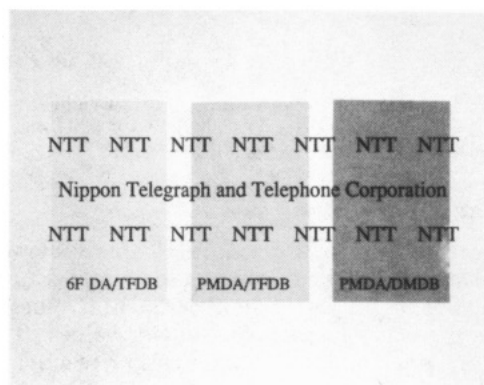 NTT NTT NTT NTT NTT NTT NTT
Nippon Telegraph and Telephone Corporation
NTT NTT NTT NTT NTT NTT NTT
6F DA/TFDB PMDA/TFDB PMDA/DMDB